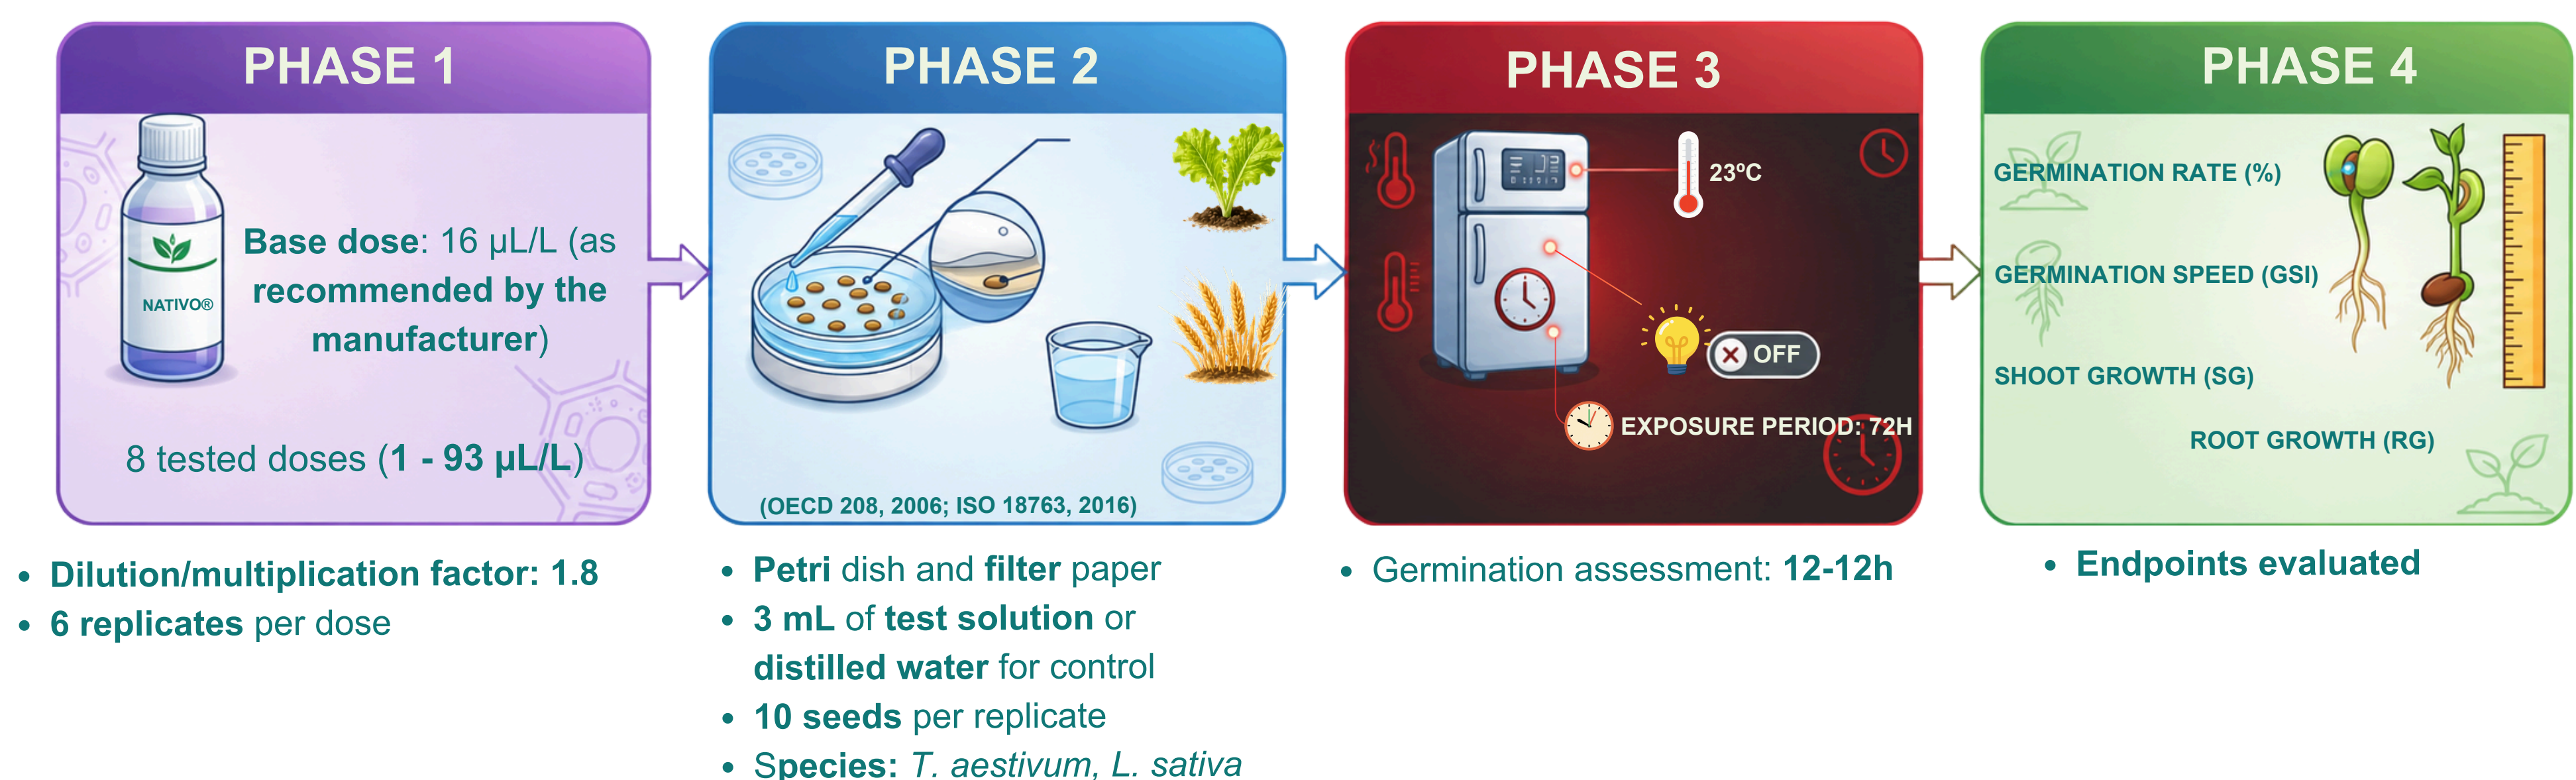 PHASE 1
NATIVO®
Base dose: 16 µL/L (as
recommended by the
manufacturer)
8 tested doses (1 - 93 µL/L)
• Dilution/multiplication factor: 1.8
• 6 replicates per dose
PHASE 2
(OECD 208, 2006; ISO 18763, 2016)
• Petri dish and filter paper
• 3 mL of test solution or
distilled water for control
• 10 seeds per replicate
• Species: T. aestivum, L. sativa
PHASE 3
23ºC
OFF
EXPOSURE PERIOD: 72H
• Germination assessment: 12-12h
PHASE 4
GERMINATION RATE (%)
GERMINATION SPEED (GSI)
SHOOT GROWTH (SG)
ROOT GROWTH (RG)
• Endpoints evaluated